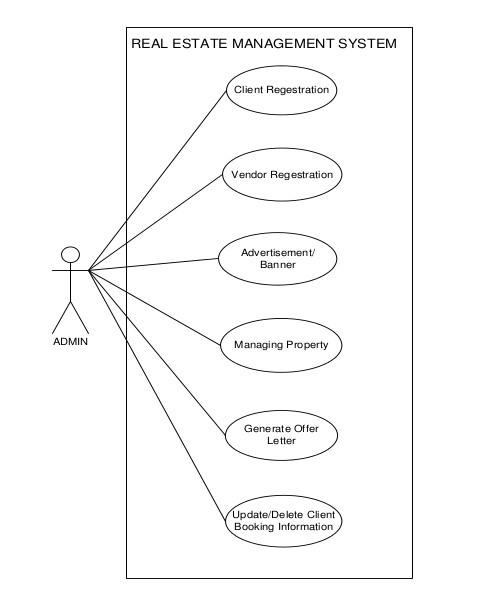 REAL ESTATE MANAGEMENT SYSTEM
Client Regestration
Vendor Regestration
Advertisement/
Banner
Managing Property
ADMIN
Generate Offer
Letter
Update/Delete Client
Booking Information